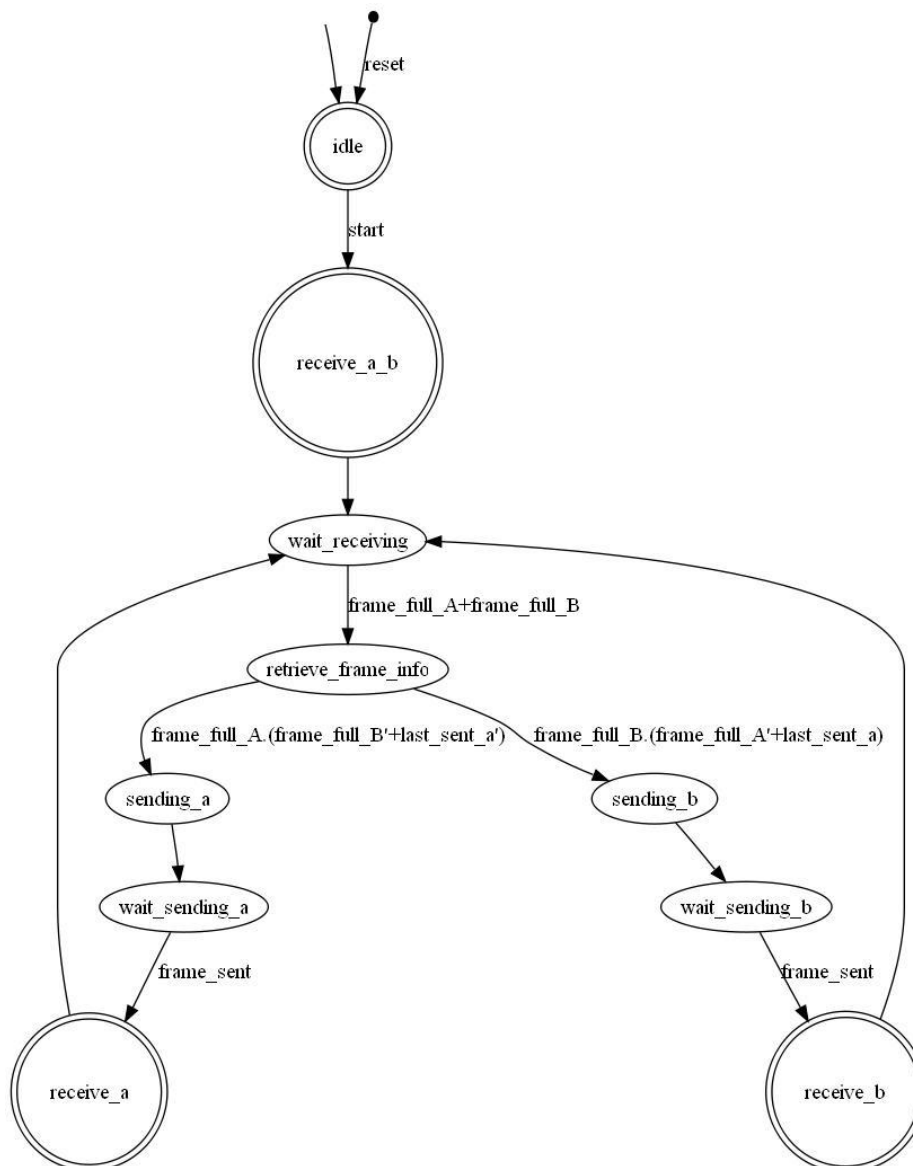 reset
idle
start
receive_a_b
wait_receiving
frame_full_A+frame_full_B
retrieve_frame_info
frame_full_A.(frame_full_B'+last_sent_a')
frame_full_B.(frame_full_A'+last_sent_a)
sending_a
sending_b
wait_sending_a
wait_sending_b
frame_sent
frame_sent
receive_a
receive_b